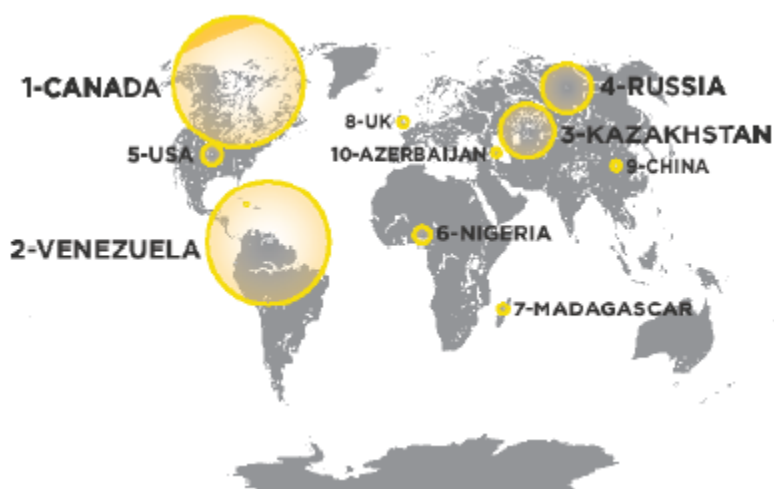 1-CANADA
4-RUSSIA
8-UK
3-KAZAKHSTAN
5-USA
10-AZERBAIJAN
9-CHINA
2-VENEZUELA
6-NIGERIA
7-MADAGASCAR